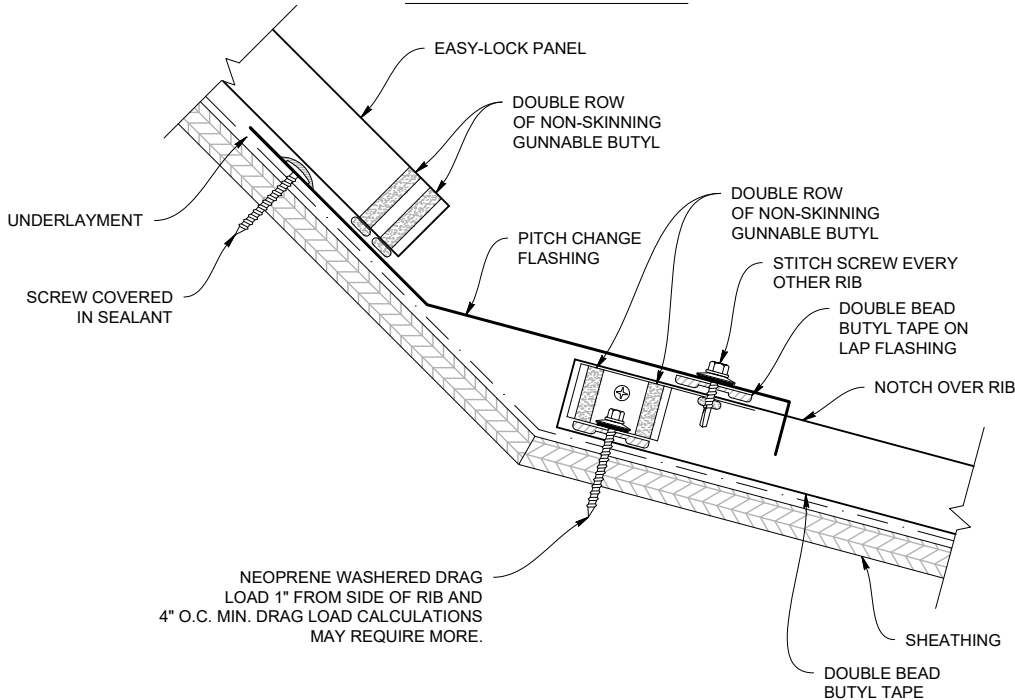 EASY-LOCK PANEL
DOUBLE ROW
OF NON-SKINNING
GUNNABLE BUTYL
DOUBLE ROW
OF NON-SKINNING
GUNNABLE BUTYL
UNDERLAYMENT
PITCH CHANGE
FLASHING
STITCH SCREW EVERY
OTHER RIB
SCREW COVERED
IN SEALANT
DOUBLE BEAD
BUTYL TAPE ON
LAP FLASHING
NOTCH OVER RIB
NEOPRENE WASHERED DRAG
LOAD 1" FROM SIDE OF RIB AND
4" O.C. MIN. DRAG LOAD CALCULATIONS
MAY REQUIRE MORE.
SHEATHING
DOUBLE BEAD
BUTYL TAPE